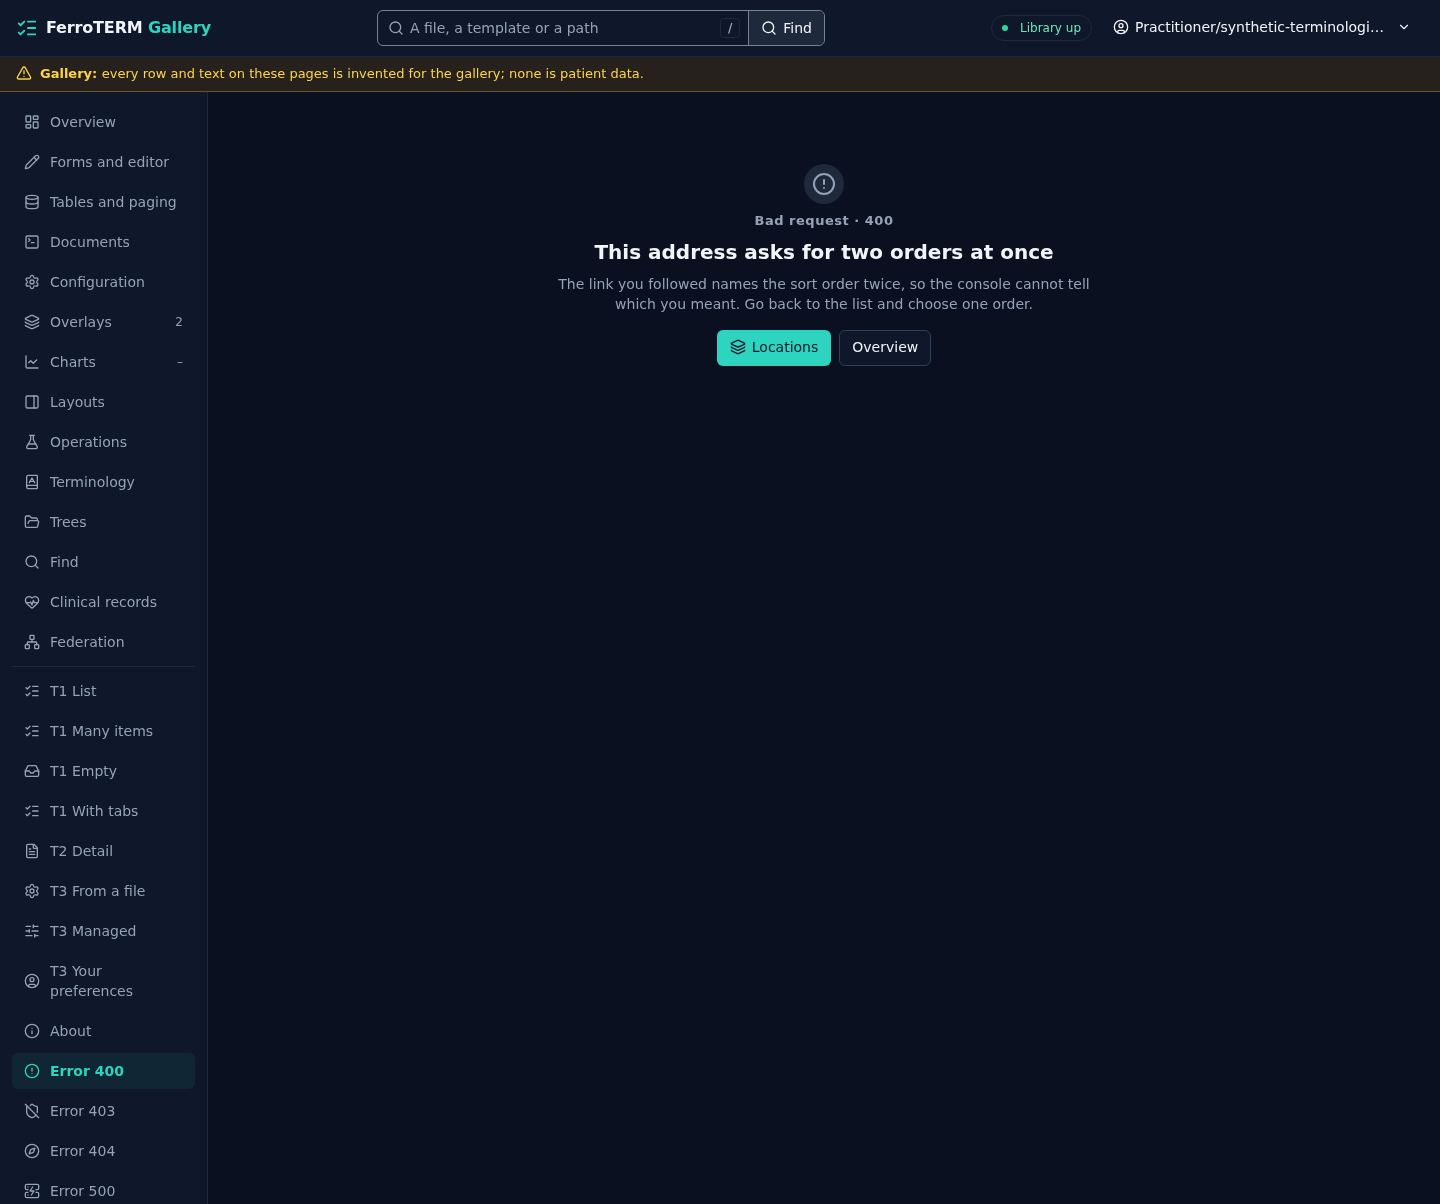 FerroTERM Gallery
A file, a template or a path
/
Find
Library up
Practitioner/synthetic-terminologi…
Gallery: every row and text on these pages is invented for the gallery; none is patient data.
Overview
Forms and editor
Tables and paging
Documents
Configuration
Overlays 2
Charts –
Layouts
Operations
Terminology
Trees
Find
Clinical records
Federation
T1 List
T1 Many items
T1 Empty
T1 With tabs
T2 Detail
T3 From a file
T3 Managed
T3 Your
preferences
About
Error 400
Error 403
Error 404
Error 500
Bad request · 400
This address asks for two orders at once
The link you followed names the sort order twice, so the console cannot tell
which you meant. Go back to the list and choose one order.
Locations
Overview